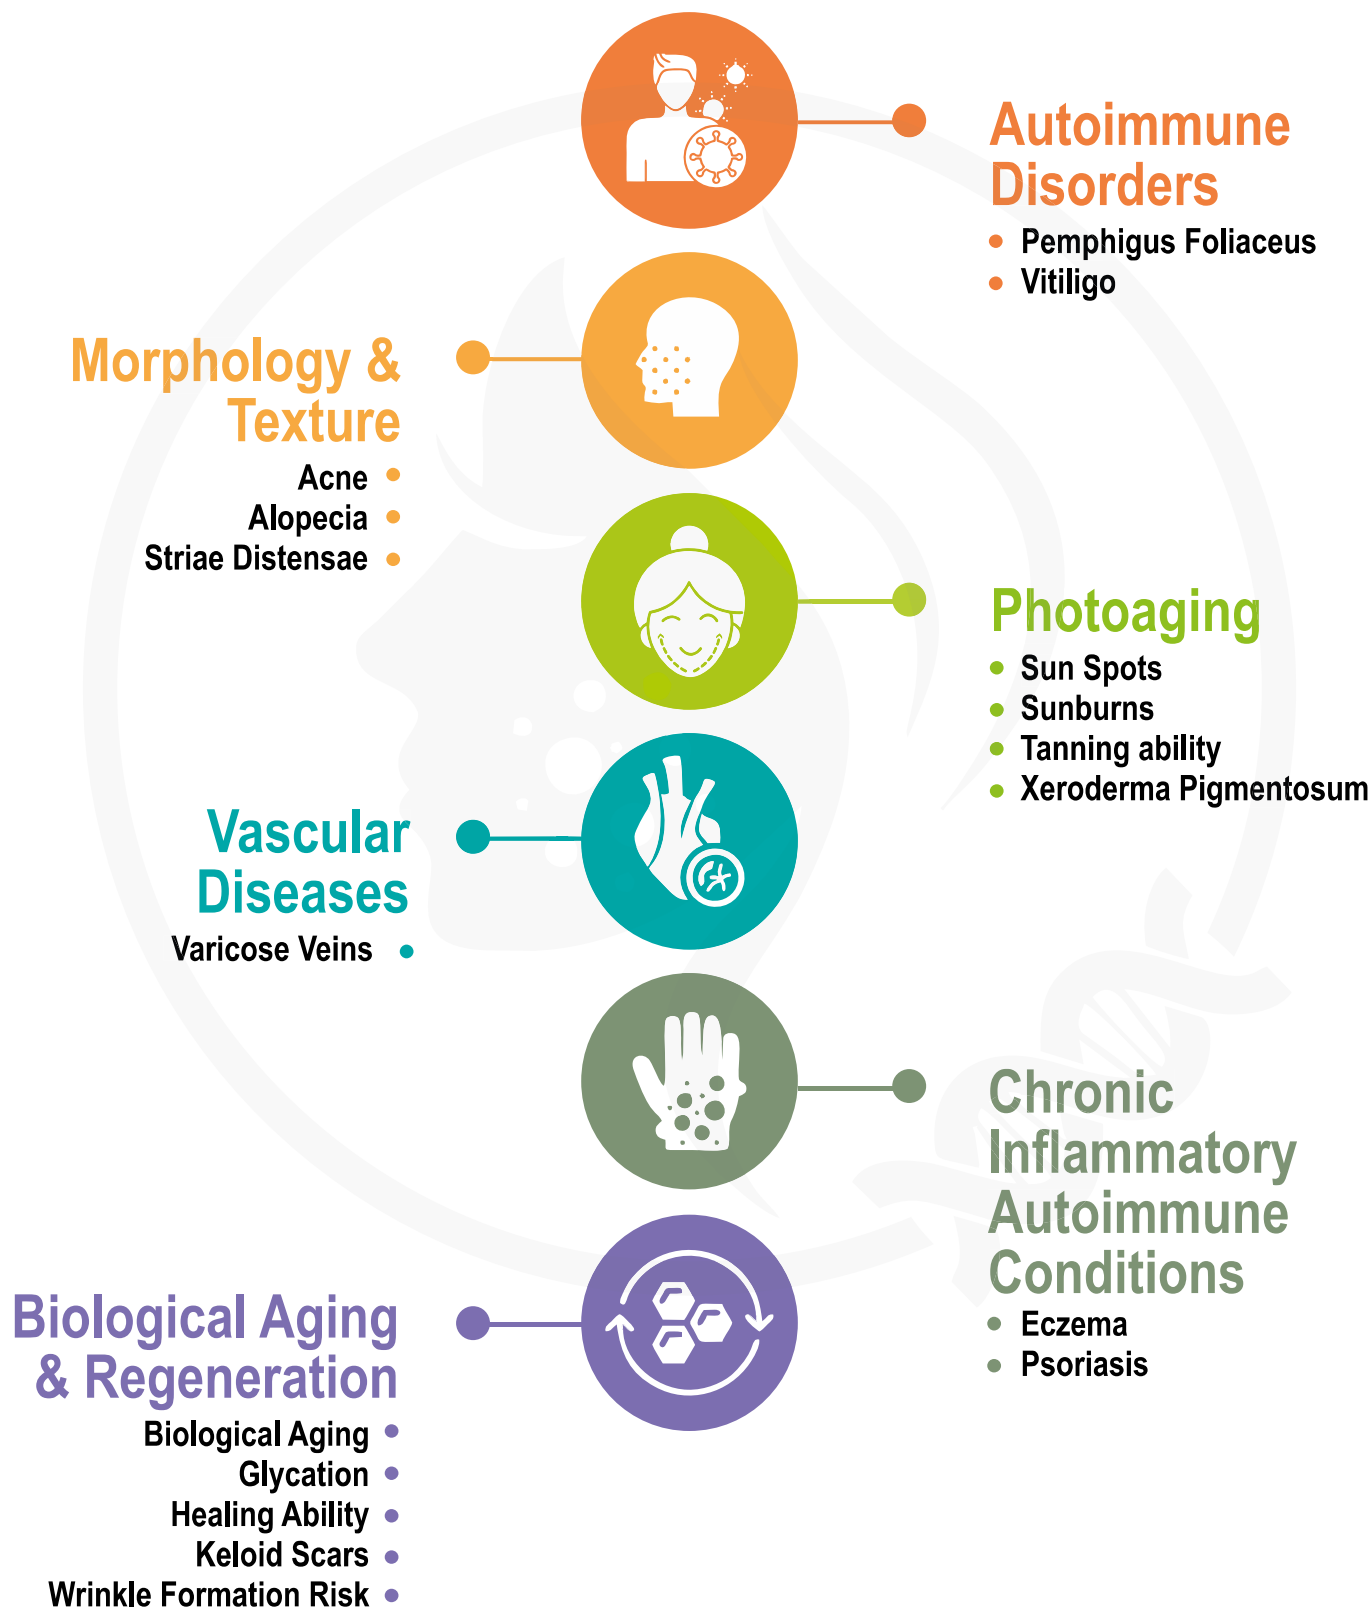 Autoimmune
Disorders
Pemphigus Foliaceus
Vitiligo
Morphology &
Texture
Acne
Alopecia
Striae Distensae
Photoaging
Sun Spots
Sunburns
Tanning ability
Xeroderma Pigmentosum
Vascular
Diseases
Varicose Veins
Chronic
Inflammatory
Autoimmune
Conditions
Eczema
Psoriasis
Biological Aging
& Regeneration
Biological Aging
Glycation
Healing Ability
Keloid Scars
Wrinkle Formation Risk